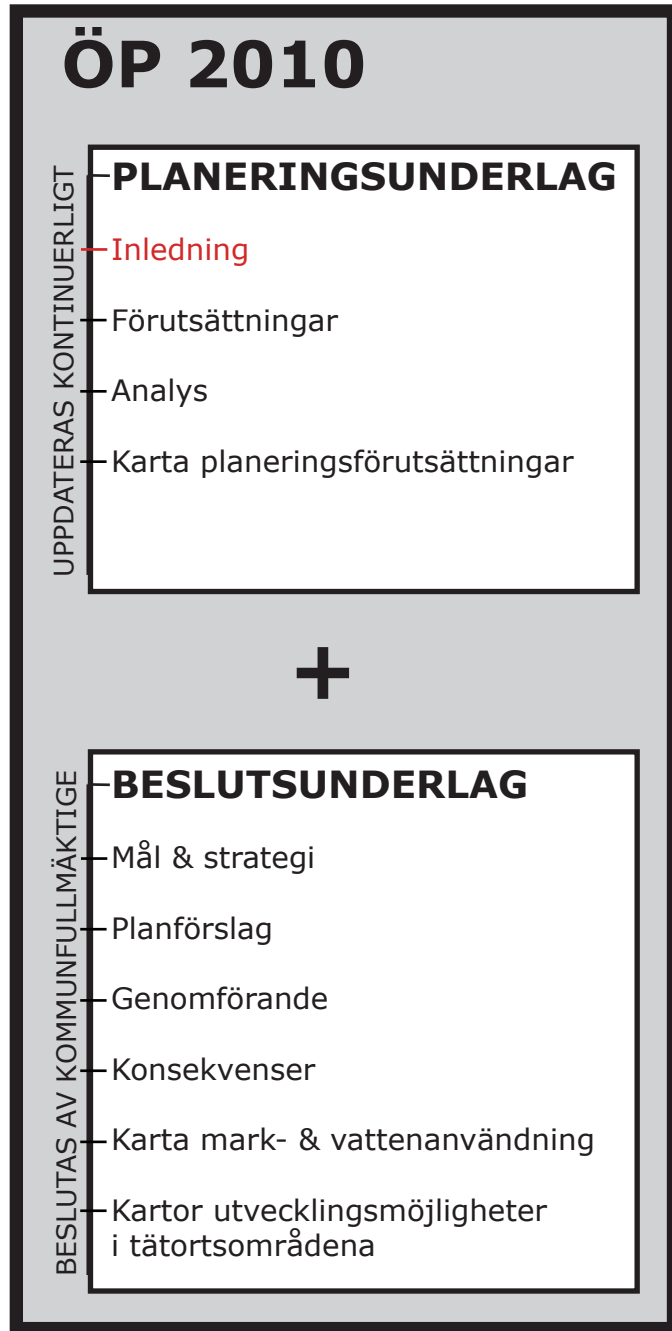 ÖP 2010
UPPDATERAS KONTINUERLIGT
PLANERINGSUNDERLAG
Inledning
Förutsättningar
Analys
Karta planeringsförutsättningar
+
BESLUTAS AV KOMMUNFULLMÄKTIGE
BESLUTSUNDERLAG
Mål & strategi
Planförslag
Genomförande
Konsekvenser
Karta mark- & vattenanvändning
Kartor utvecklingsmöjligheter
i tätortsområdena